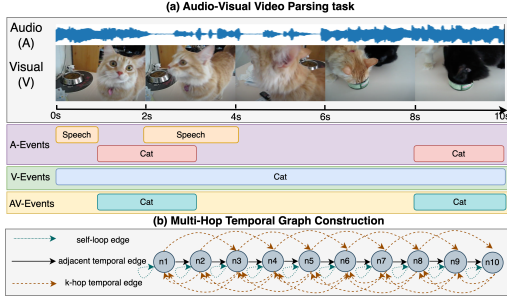 (a) Audio-Visual Video Parsing task
Audio
(A)
Visual
(V)
0s 2s 4s 6s 8s 10s
A-Events
Speech Speech
Cat Cat
V-Events Cat
AV-Events Cat Cat
(b) Multi-Hop Temporal Graph Construction
self-loop edge
adjacent temporal edge
k-hop temporal edge
n1 n2 n3 n4 n5 n6 n7 n8 n9 n10